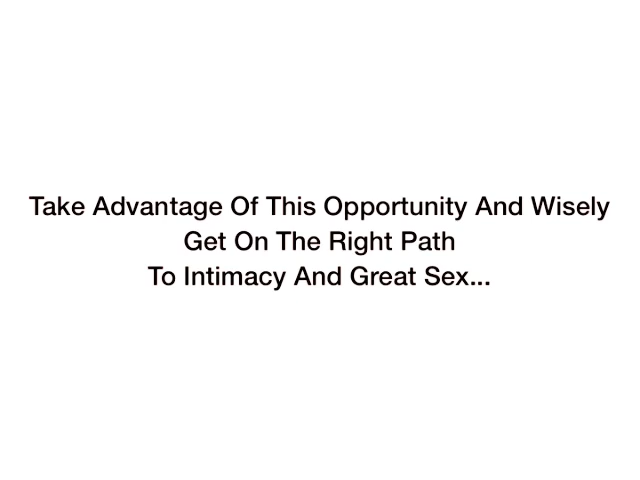 Take Advantage Of This Opportunity And Wisely
Get On The Right Path
To Intimacy And Great Sex...